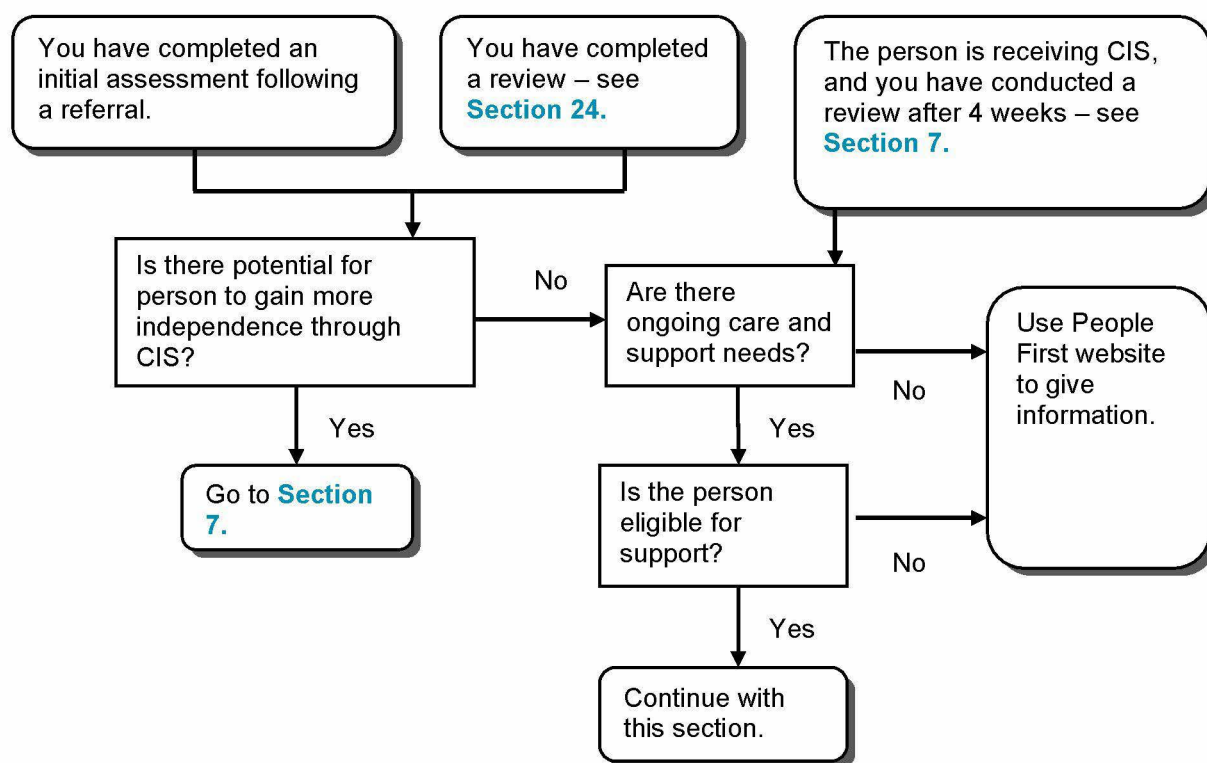 You have completed an
initial assessment following
a referral.
You have completed
a review – see
Section 24.
The person is receiving CIS,
and you have conducted a
review after 4 weeks – see
Section 7.
Is there potential for
person to gain more
independence through
CIS?
No
Are there
ongoing care and
support needs?
No
Use People
First website
to give
information.
Yes
Go to Section
7.
Yes
Is the person
eligible for
support?
No
Yes
Continue with
this section.